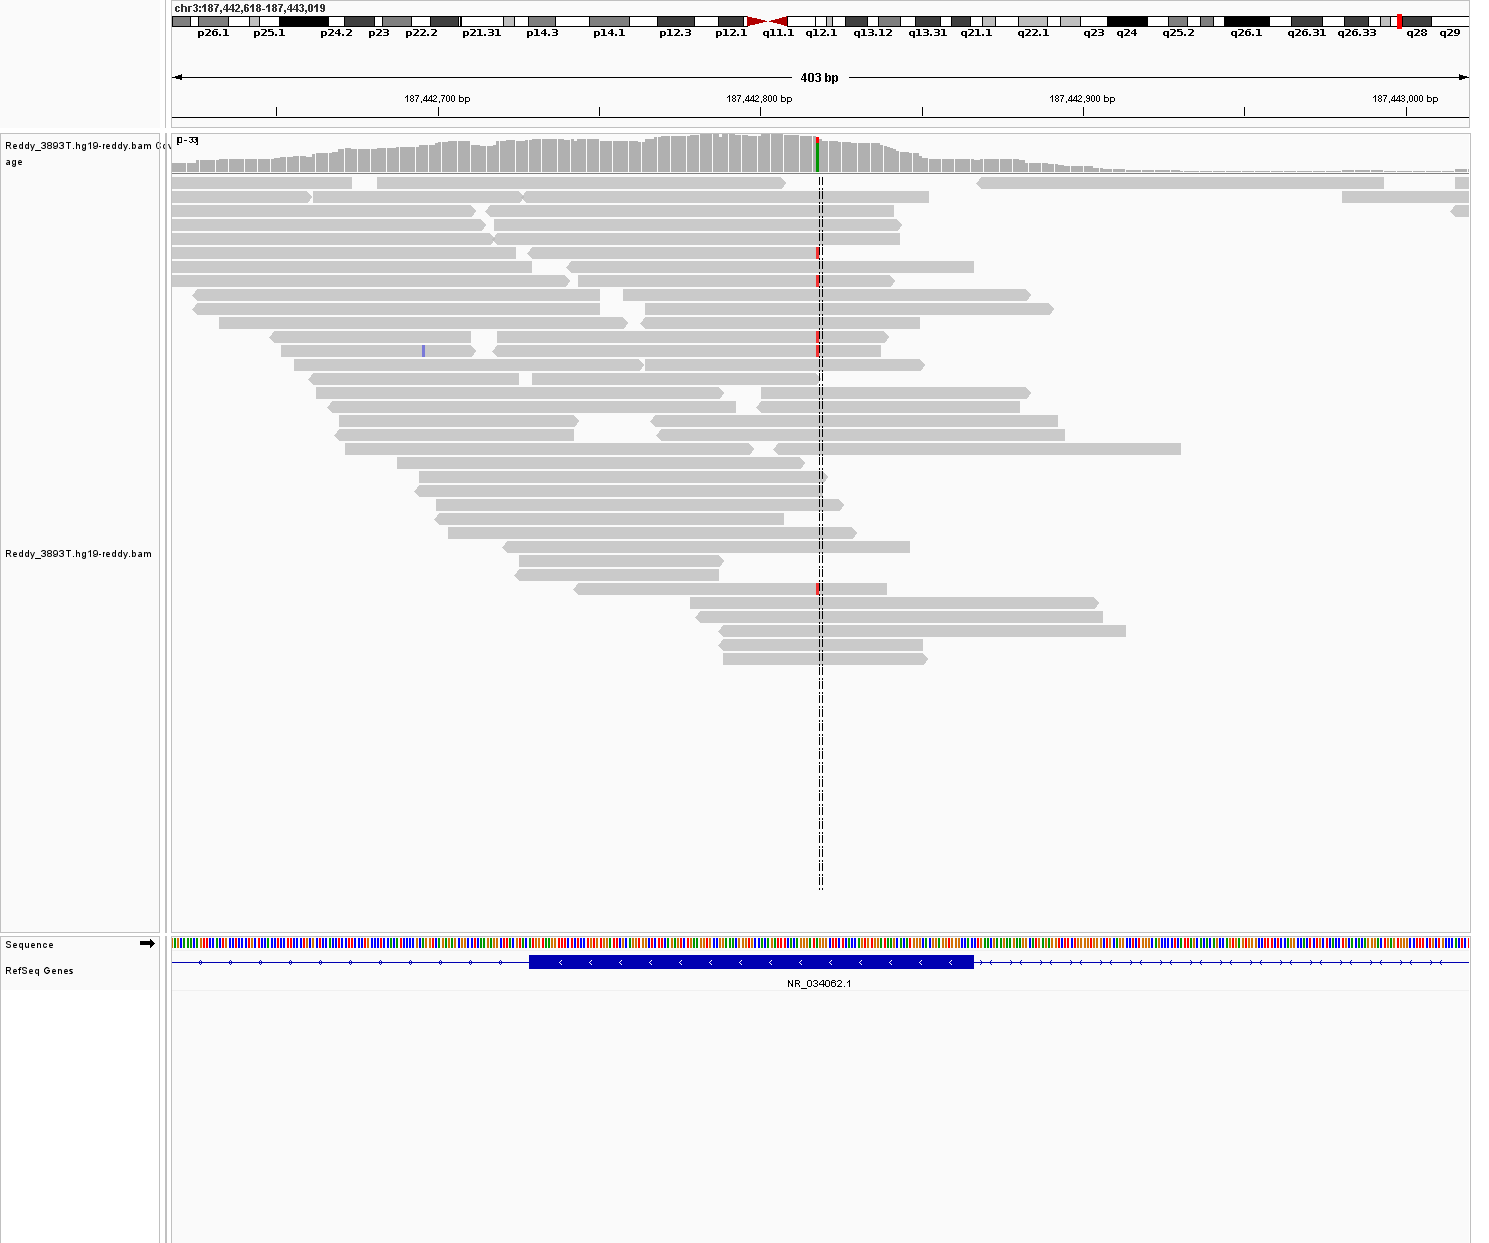 chr3:187,442,618-187,443,019
p26.1 p25.1 p24.2 p23 p22.2 p21.31 p14.3 p14.1 p12.3 p12.1 q11.1 q12.1 q13.12 q13.31 q21.1 q22.1 q23 q24 q25.2 q26.1 q26.31 q26.33 q28 q29
403 bp
187,442,700 bp 187,442,800 bp 187,442,900 bp 187,443,000 bp
[0 - 33]
Reddy_3893T.hg19-reddy.bam Cov
age
Reddy_3893T.hg19-reddy.bam
Sequence
RefSeq Genes
NR_034062.1